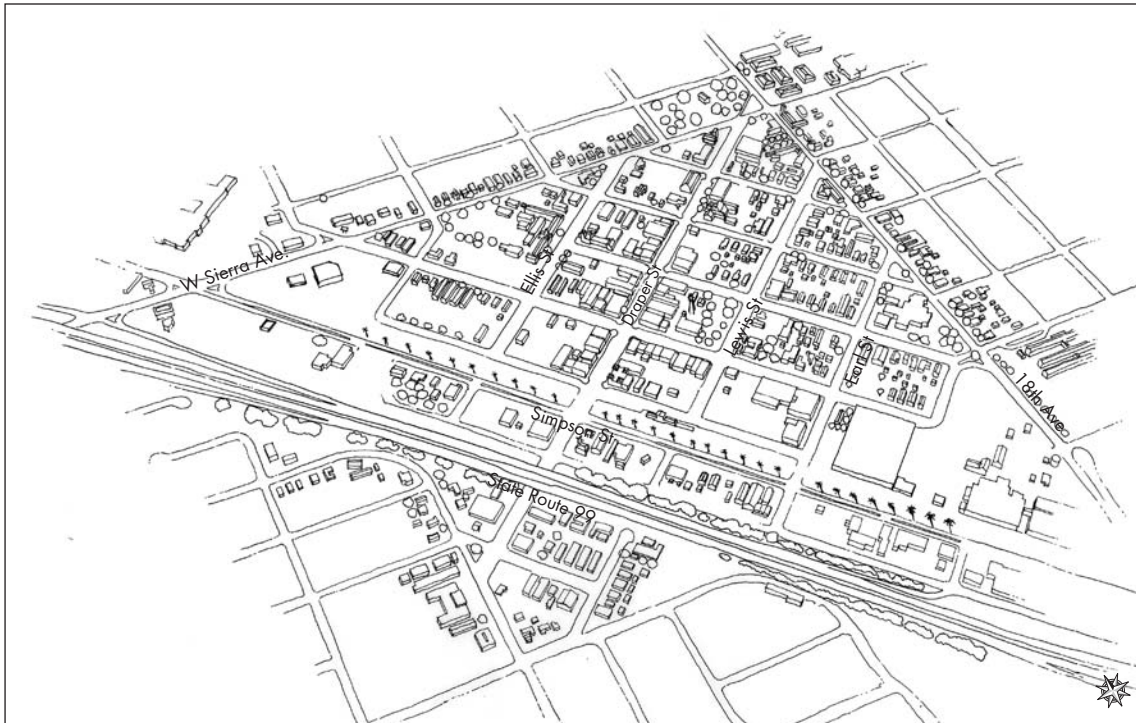 W Sierra Ave.
Ellis St
Draper St
Lewis St
Earl St
18th Ave.
Simpson St.
State Route 99